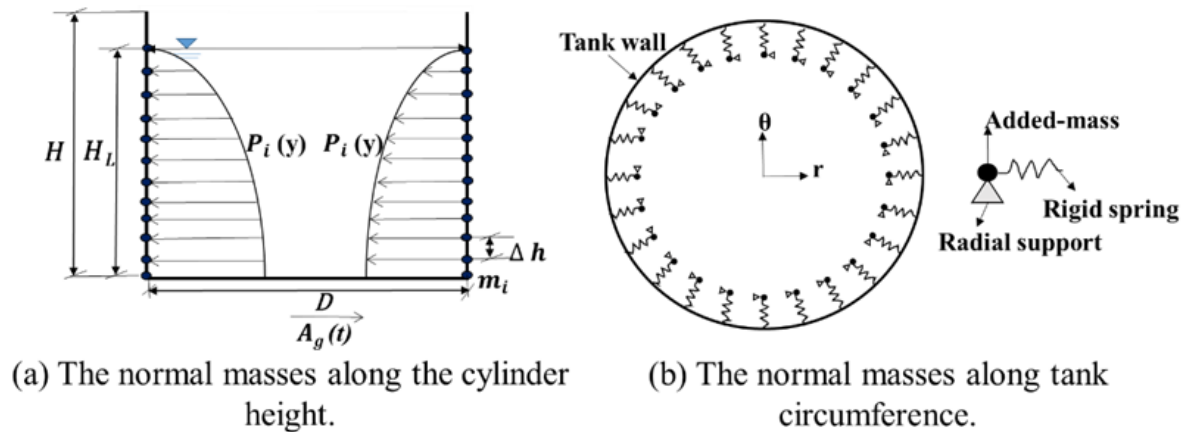 H
H_L
P_i (y)
P_i (y)
Δ h
m_i
D
A_g(t)
(a) The normal masses along the cylinder
height.
Tank wall
θ
r
Added-mass
Rigid spring
Radial support
(b) The normal masses along tank
circumference.